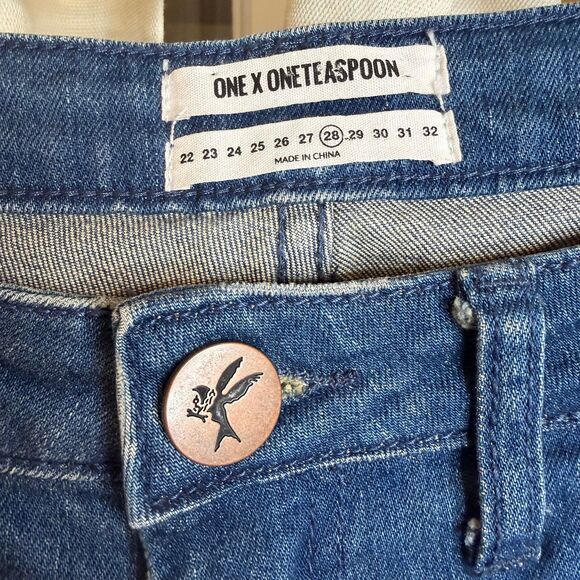 ONE X ONETEASPOON
22 23 24 25 26 27 28 29 30 31 32
MADE IN CHINA